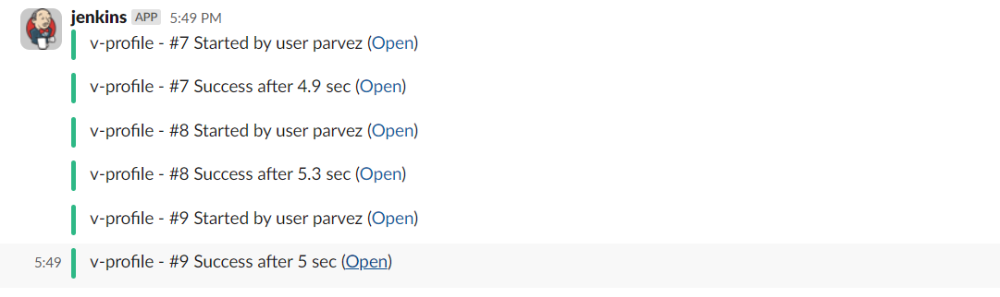 jenkins APP 5:49 PM
v-profile - #7 Started by user parvez (Open)
v-profile - #7 Success after 4.9 sec (Open)
v-profile - #8 Started by user parvez (Open)
v-profile - #8 Success after 5.3 sec (Open)
v-profile - #9 Started by user parvez (Open)
5:49 v-profile - #9 Success after 5 sec (Open)